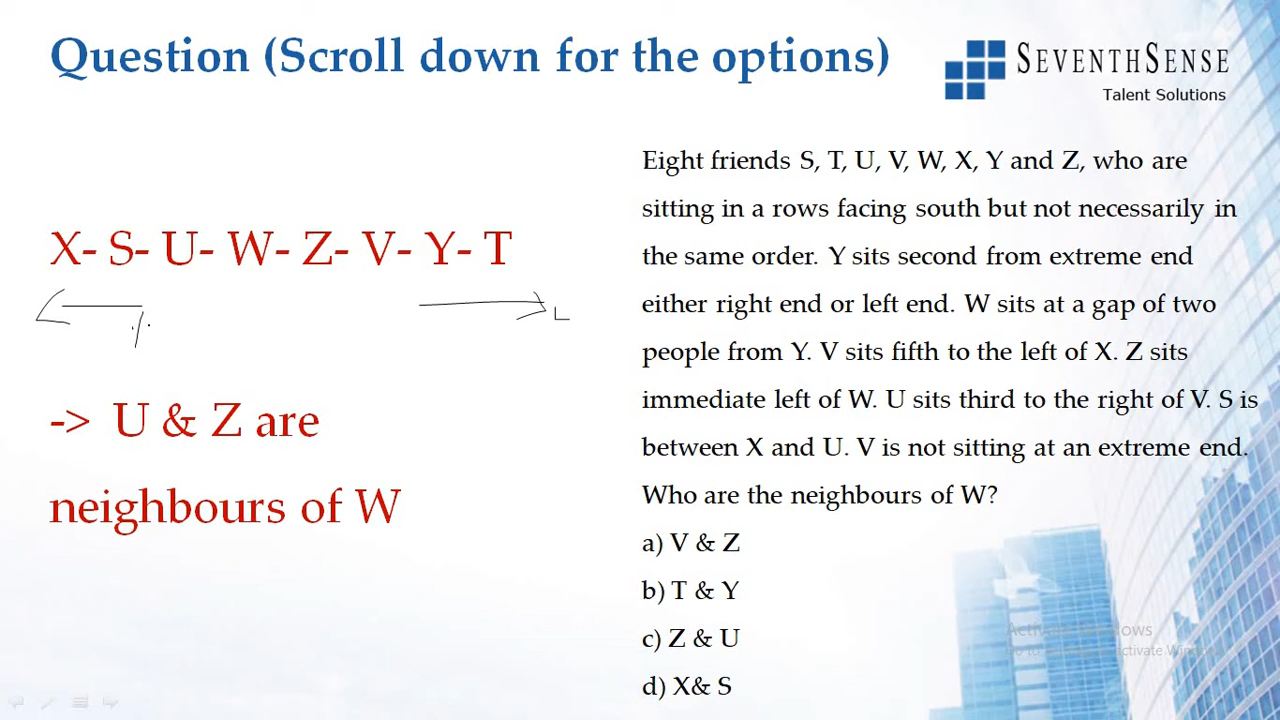 Question (Scroll down for the options)
SEVENTHSENSE
Talent Solutions
X- S- U- W- Z- V- Y- T
L
-> U & Z are
neighbours of W
Eight friends S, T, U, V, W, X, Y and Z, who are
sitting in a rows facing south but not necessarily in
the same order. Y sits second from extreme end
either right end or left end. W sits at a gap of two
people from Y. V sits fifth to the left of X. Z sits
immediate left of W. U sits third to the right of V. S is
between X and U. V is not sitting at an extreme end.
Who are the neighbours of W?
a) V & Z
b) T & Y
c) Z & U
d) X& S
Activate Windows